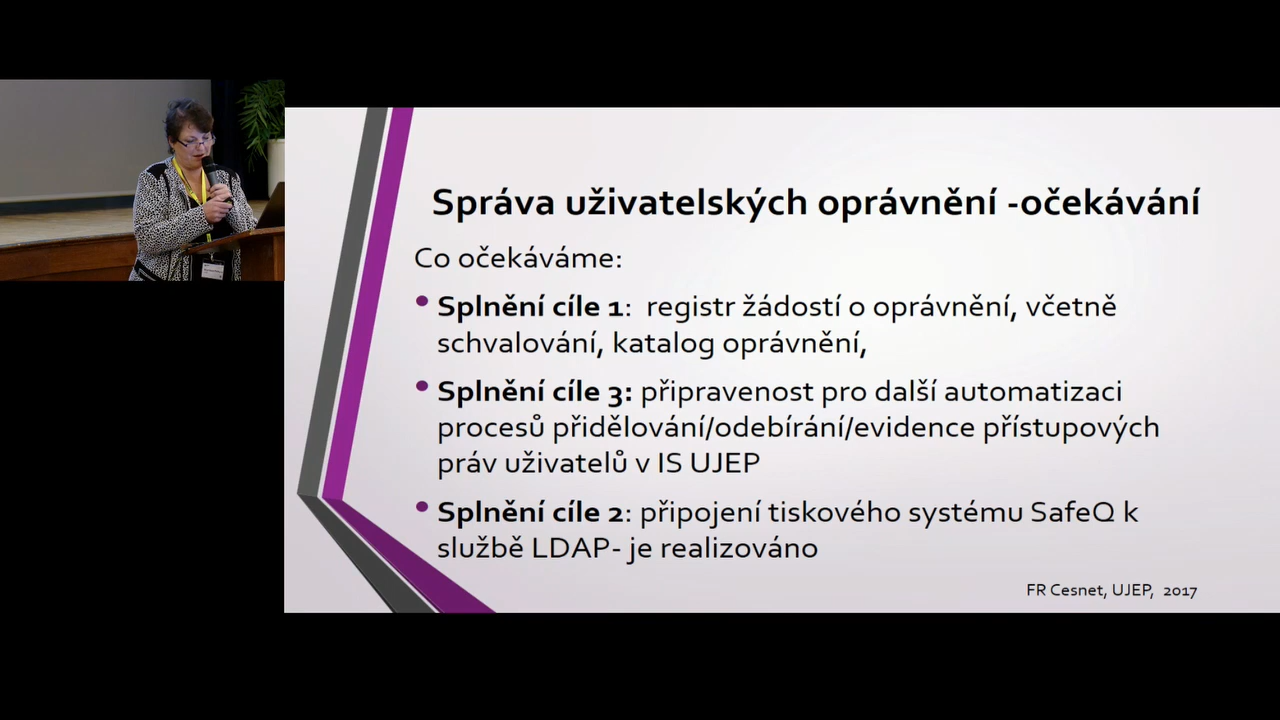 Správa uživatelských oprávnění -očekávání
Co očekáváme:
• Splnění cíle 1:  registr žádostí o oprávnění, včetně
schvalování, katalog oprávnění,
• Splnění cíle 3: připravenost pro další automatizaci
procesů přidělování/odebírání/evidence přístupových
práv uživatelů v IS UJEP
• Splnění cíle 2: připojení tiskového systému SafeQ k
službě LDAP- je realizováno
FR Cesnet, UJEP,  2017